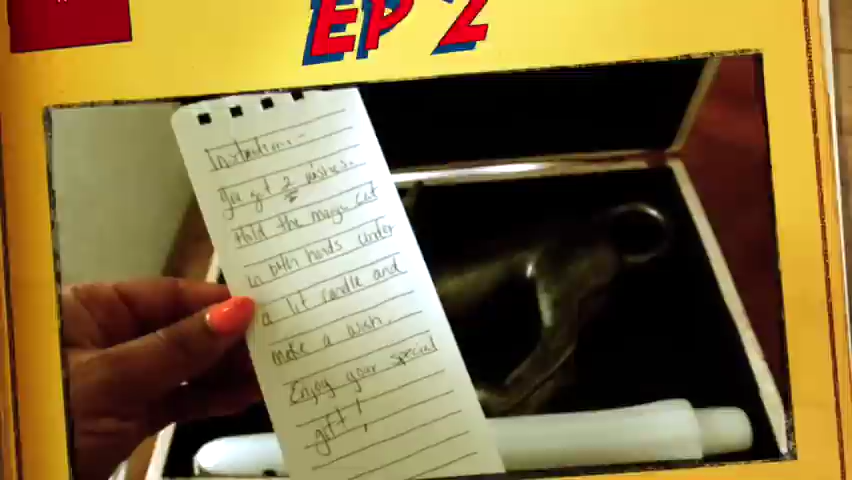 EP 2
Instructions:-
You get 2 wishes.
Hold the magic cat
in both hands under
a lit candle and
make a wish.
Enjoy your special
gift!